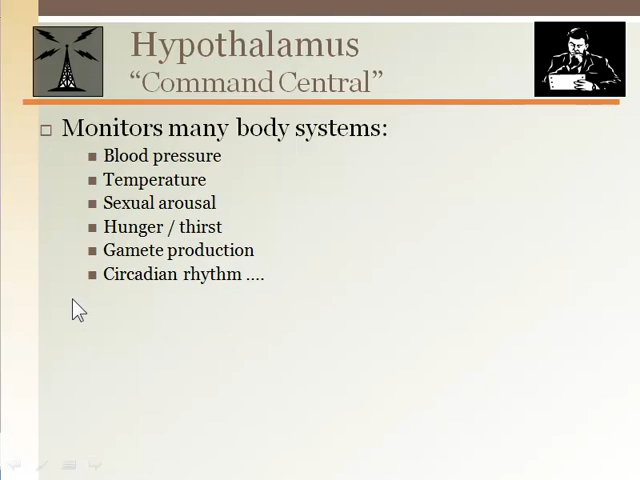 Hypothalamus
“Command Central”
Monitors many body systems:
Blood pressure
Temperature
Sexual arousal
Hunger / thirst
Gamete production
Circadian rhythm ....